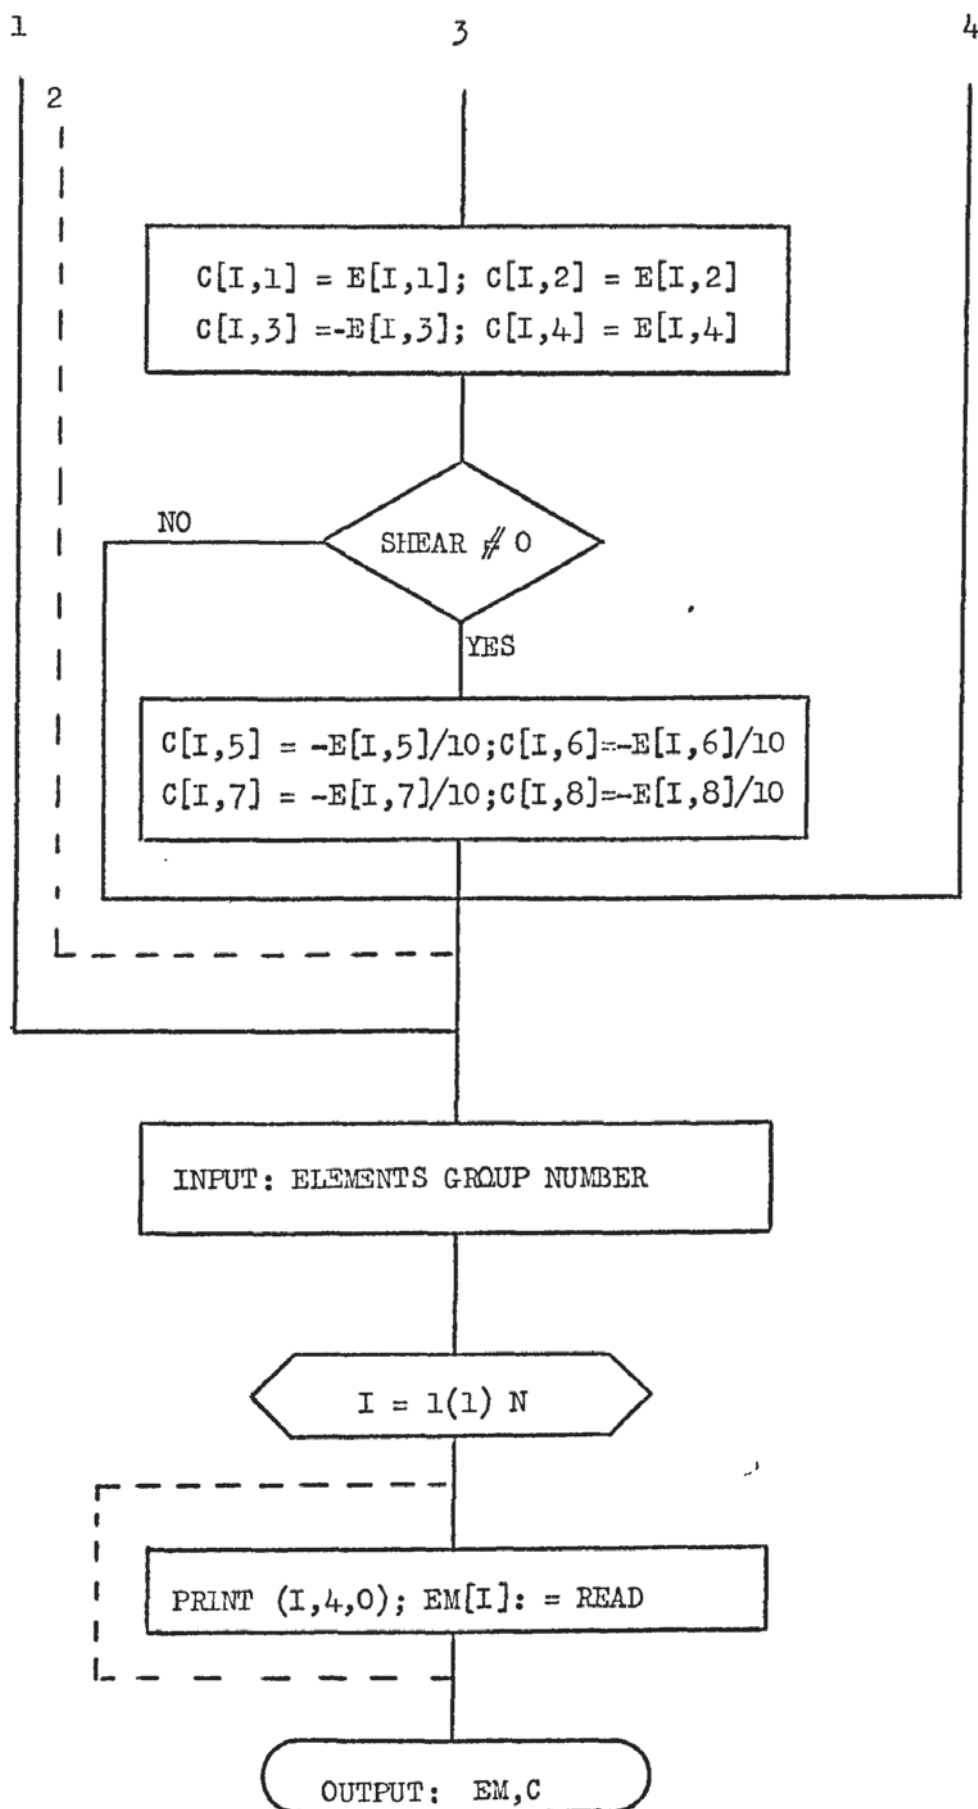 1
3
4
2
C[I,1] = E[I,1]; C[I,2] = E[I,2]
C[I,3] =-E[I,3]; C[I,4] = E[I,4]
NO
SHEAR ≠ 0
YES
C[I,5] = -E[I,5]/10;C[I,6]=-E[I,6]/10
C[I,7] = -E[I,7]/10;C[I,8]=-E[I,8]/10
INPUT: ELEMENTS GROUP NUMBER
I = 1(1) N
PRINT (I,4,0); EM[I]: = READ
OUTPUT: EM,C